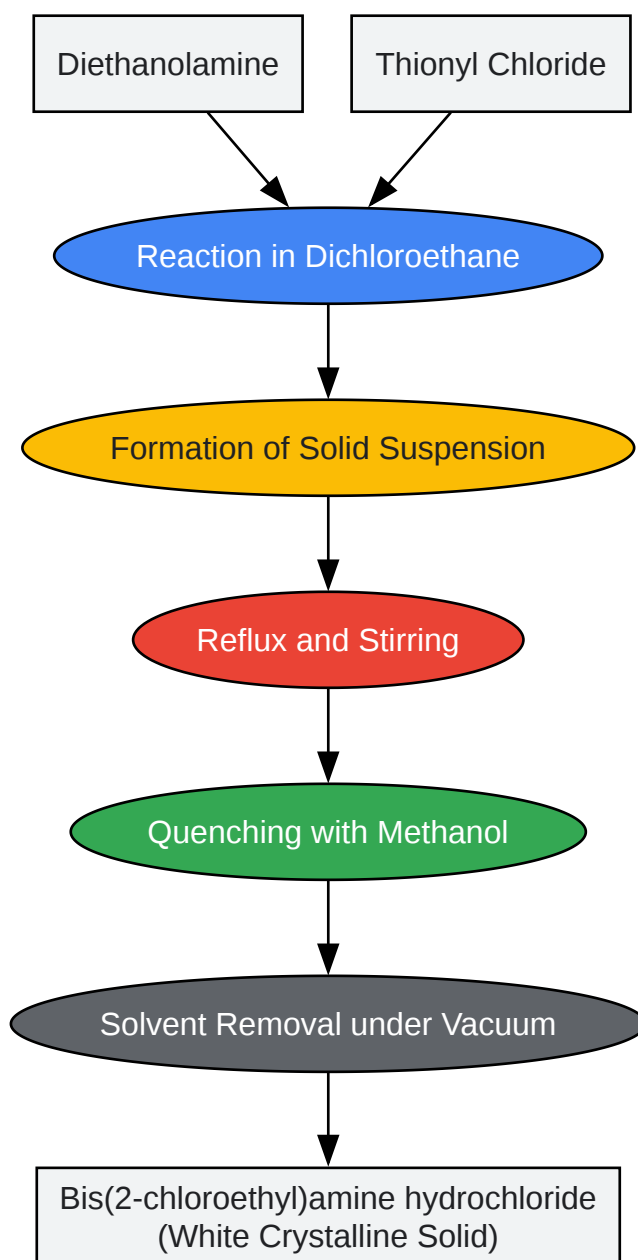 Diethanolamine
Thionyl Chloride
Reaction in Dichloroethane
Formation of Solid Suspension
Reflux and Stirring
Quenching with Methanol
Solvent Removal under Vacuum
Bis(2-chloroethyl)amine hydrochloride
(White Crystalline Solid)